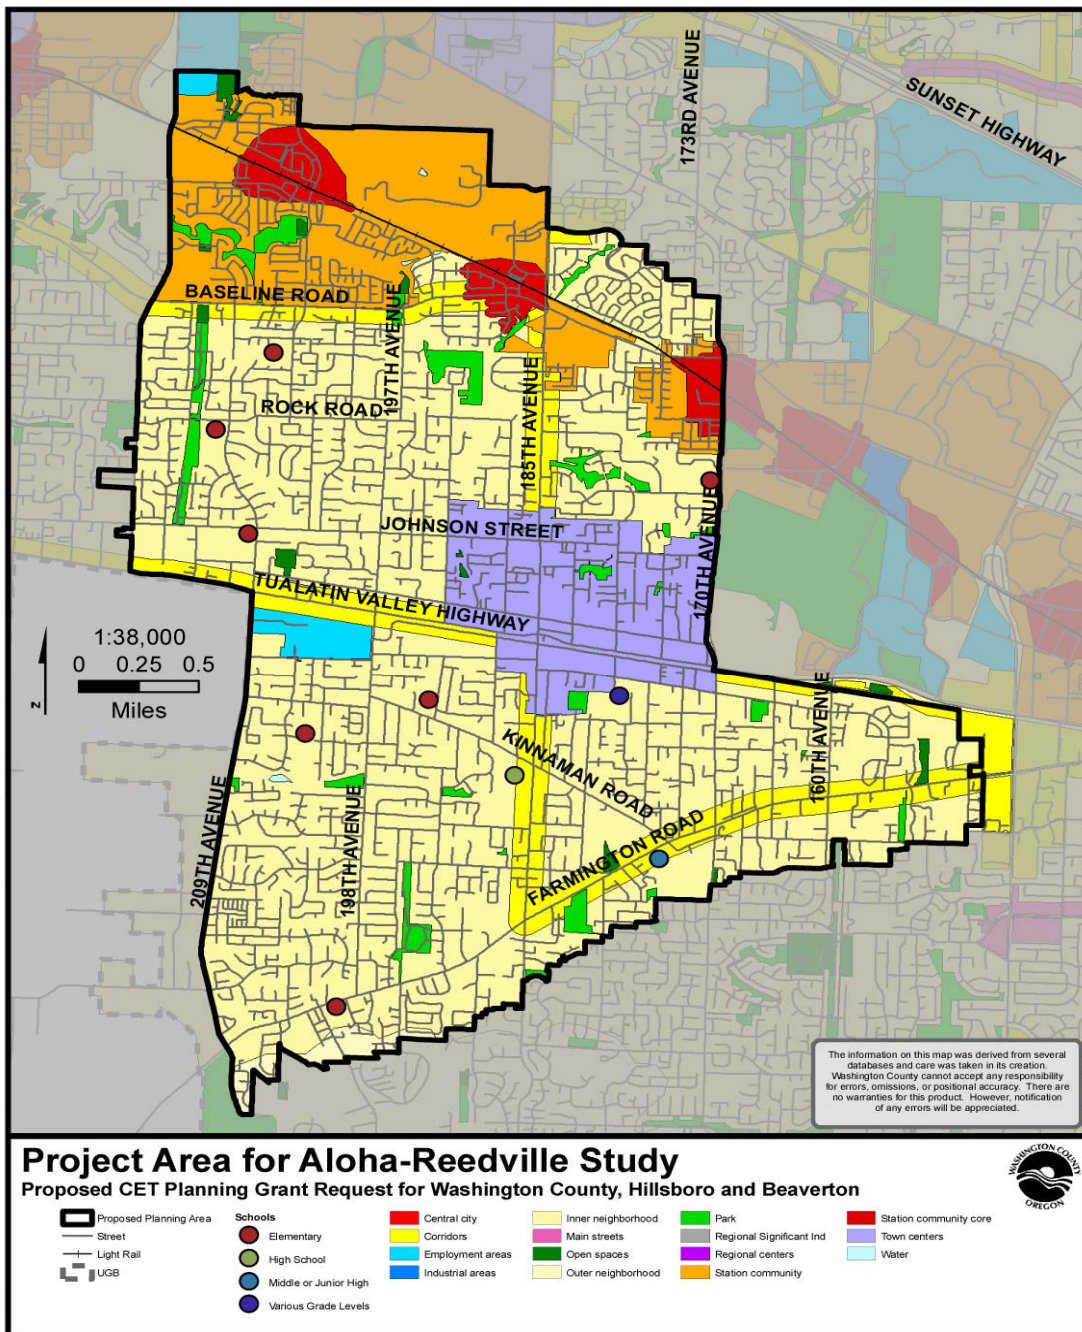 SUNSET HIGHWAY
173RD AVENUE
BASELINE ROAD
197TH AVENUE
ROCK ROAD
185TH AVENUE
JOHNSON STREET
170TH AVENUE
TUALATIN VALLEY HIGHWAY
1:38,000
0 0.25 0.5
Miles
N
160TH AVENUE
KINNAMAN ROAD
FARMINGTON ROAD
209TH AVENUE
198TH AVENUE
The information on this map was derived from several
databases and care was taken in its creation.
Washington County cannot accept any responsibility
for errors, omissions, or positional accuracy. There are
no warranties for this product. However, notification
of any errors will be appreciated.
Project Area for Aloha-Reedville Study
Proposed CET Planning Grant Request for Washington County, Hillsboro and Beaverton
WASHINGTON COUNTY
OREGON
Proposed Planning Area
Street
Light Rail
UGB
Schools
Elementary
High School
Middle or Junior High
Various Grade Levels
Central city
Corridors
Employment areas
Industrial areas
Inner neighborhood
Main streets
Open spaces
Outer neighborhood
Park
Regional Significant Ind
Regional centers
Station community
Station community core
Town centers
Water